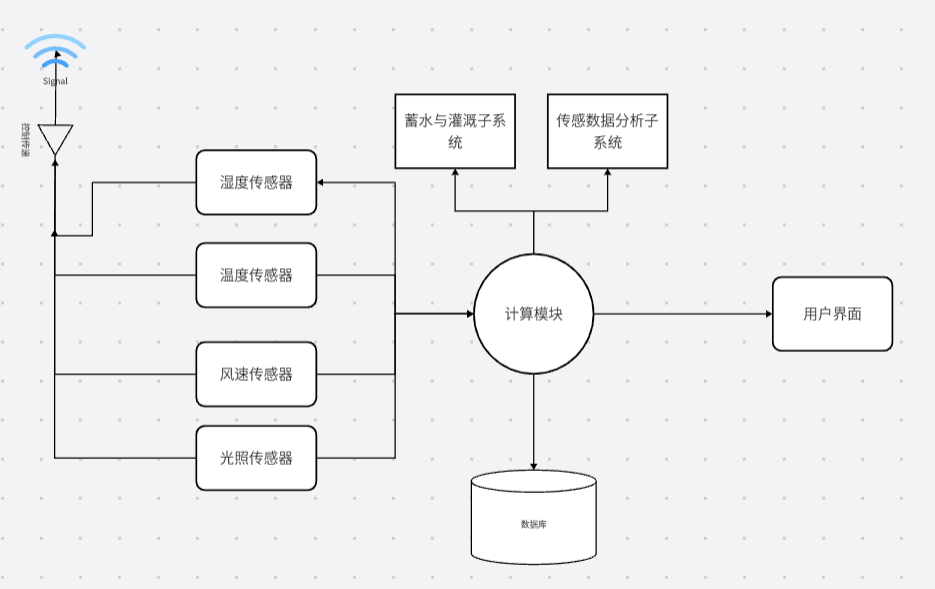 Signal
控制传递
蓄水与灌溉子系
统
传感数据分析子
系统
湿度传感器
温度传感器
计算模块
用户界面
风速传感器
光照传感器
数据库